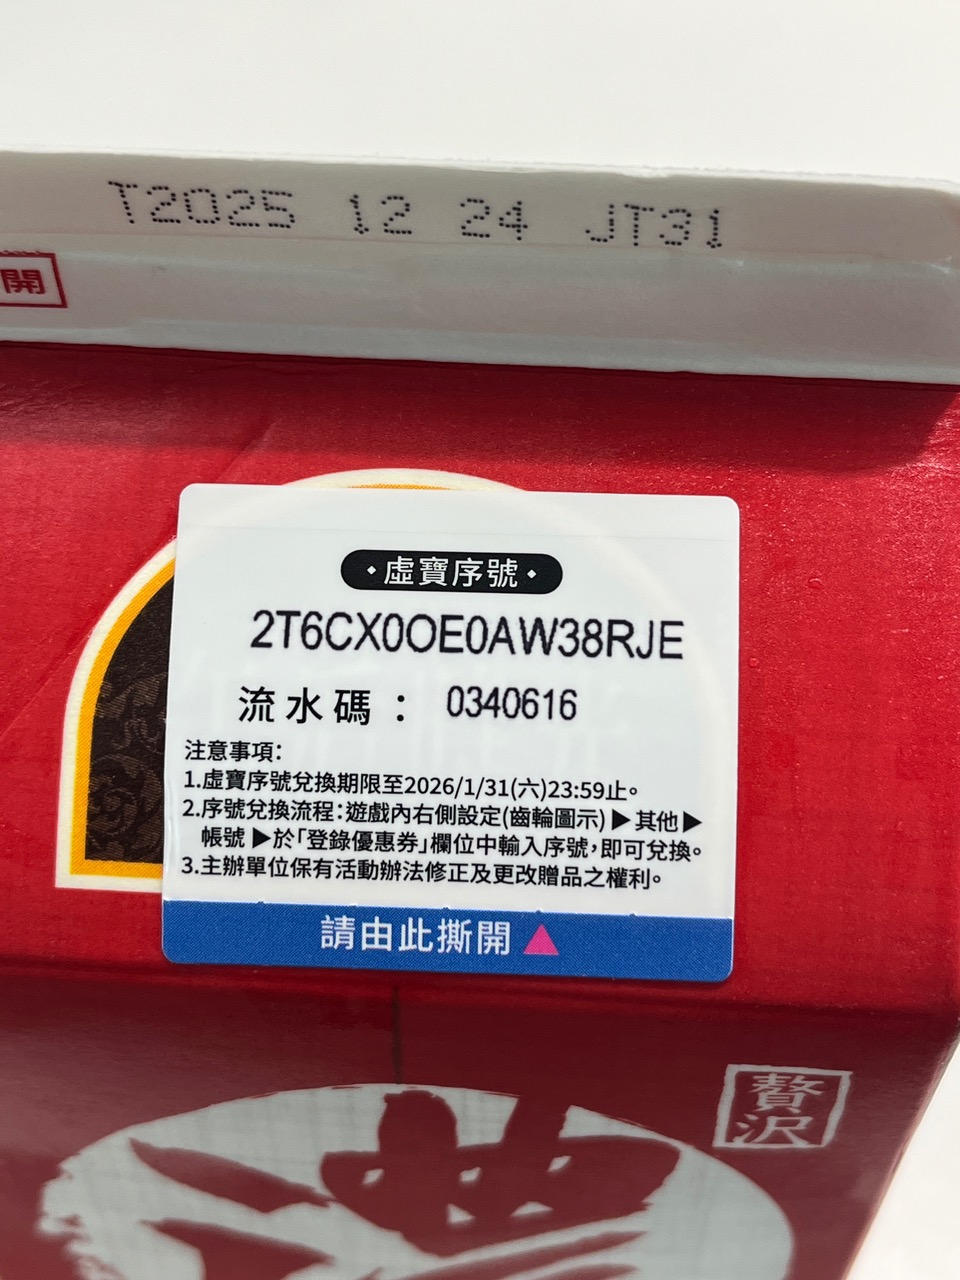 T2025 12 24 JT31
開
•虛寶序號•
2T6CX0OE0AW38RJE
流水碼： 0340616
注意事項：
1.虛寶序號兌換期限至2026/1/31(六)23:59止。
2.序號兌換流程：遊戲內右側設定(齒輪圖示)▶其他▶
帳號▶於「登錄優惠券」欄位中輸入序號，即可兌換。
3.主辦單位保有活動辦法修正及更改贈品之權利。
請由此撕開▲
贅沢